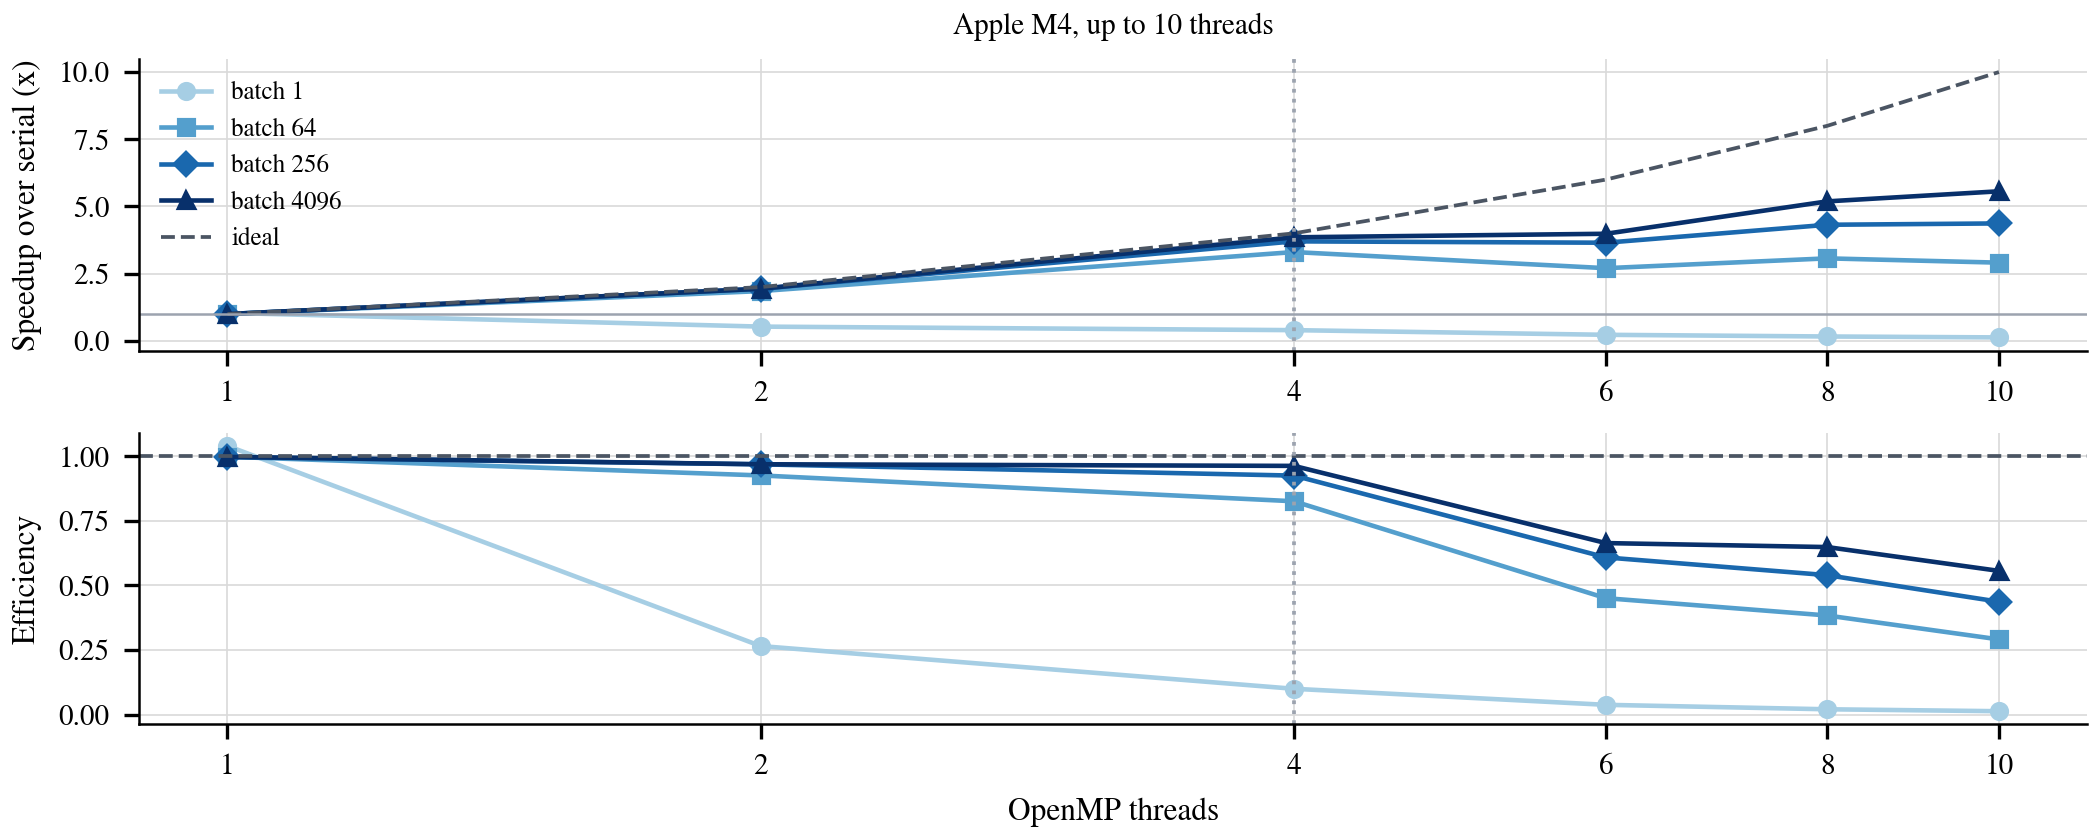 Apple M4, up to 10 threads
Speedup over serial (x)
10.0
7.5
5.0
2.5
0.0
batch 1
batch 64
batch 256
batch 4096
ideal
1 2 4 6 8 10
Efficiency
1.00
0.75
0.50
0.25
0.00
1 2 4 6 8 10
OpenMP threads